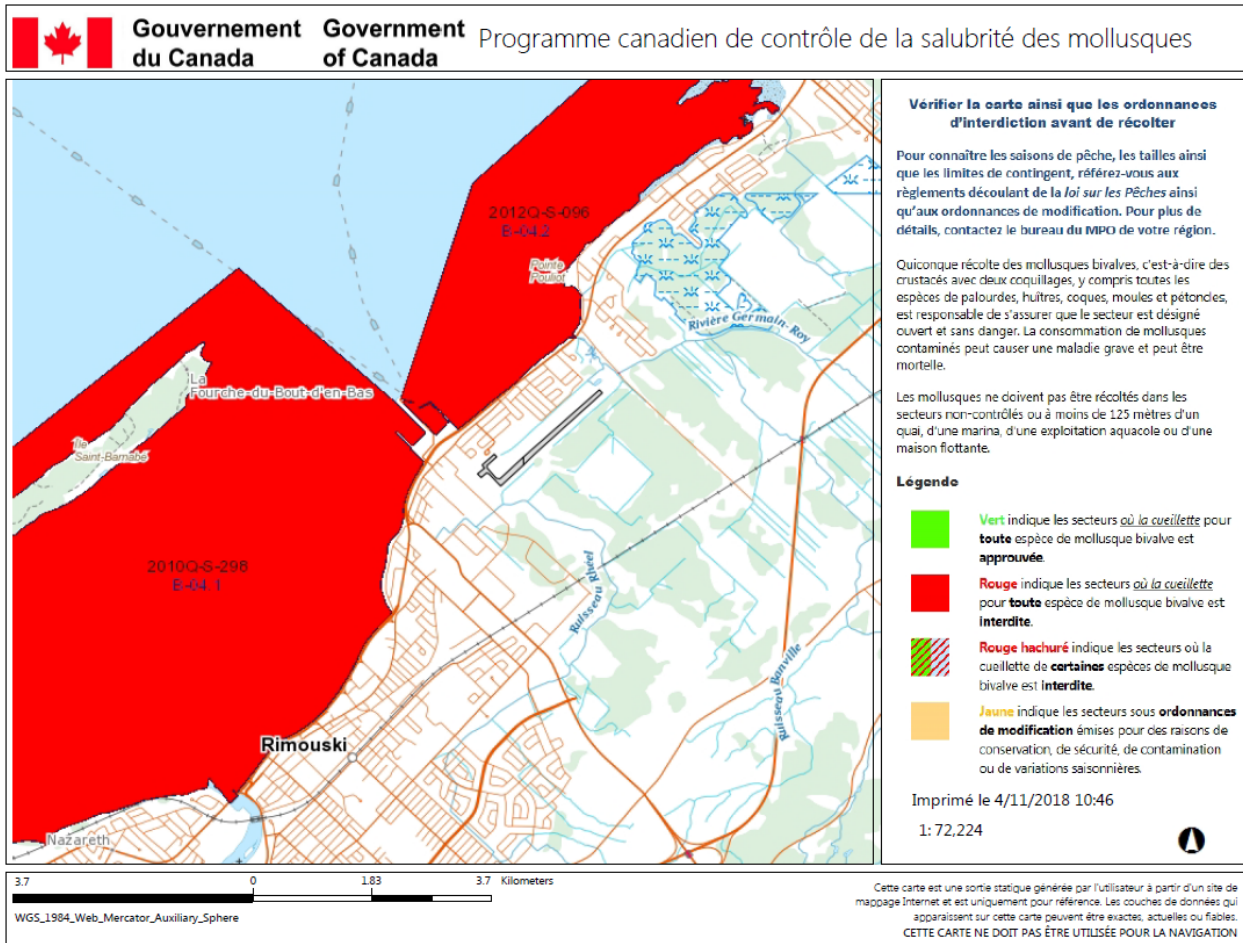 Gouvernement
du Canada
Government
of Canada
Programme canadien de contrôle de la salubrité des mollusques
2012Q-S-096
B-04.2
Pointe
Pouliot
Rivière Germain-Roy
La
Fourche-du-Bout-d'en-Bas
Île
Saint-Barnabé
2010Q-S-298
B-04.1
Ruisseau Rhéel
Ruisseau Banville
Rimouski
Nazareth
Vérifier la carte ainsi que les ordonnances
d'interdiction avant de récolter
Pour connaître les saisons de pêche, les tailles ainsi
que les limites de contingent, référez-vous aux
règlements découlant de la loi sur les Pêches ainsi
qu'aux ordonnances de modification. Pour plus de
détails, contactez le bureau du MPO de votre région.
Quiconque récolte des mollusques bivalves, c'est-à-dire des
crustacés avec deux coquillages, y compris toutes les
espèces de palourdes, huîtres, coques, moules et pétoncles,
est responsable de s'assurer que le secteur est désigné
ouvert et sans danger. La consommation de mollusques
contaminés peut causer une maladie grave et peut être
mortelle.
Les mollusques ne doivent pas être récoltés dans les
secteurs non-contrôlés ou à moins de 125 mètres d'un
quai, d'une marina, d'une exploitation aquacole ou d'une
maison flottante.
Légende
Vert indique les secteurs où la cueillette pour
toute espèce de mollusque bivalve est
approuvée.
Rouge indique les secteurs où la cueillette
pour toute espèce de mollusque bivalve est
interdite.
Rouge hachuré indique les secteurs où la
cueillette de certaines espèces de mollusque
bivalve est interdite.
Jaune indique les secteurs sous ordonnances
de modification émises pour des raisons de
conservation, de sécurité, de contamination
ou de variations saisonnières.
Imprimé le 4/11/2018 10:46
1: 72,224
3.7 0 1.83 3.7 Kilometers
WGS_1984_Web_Mercator_Auxiliary_Sphere
Cette carte est une sortie statique générée par l'utilisateur à partir d'un site de
mappage Internet et est uniquement pour référence. Les couches de données qui
apparaissent sur cette carte peuvent être exactes, actuelles ou fiables.
CETTE CARTE NE DOIT PAS ÊTRE UTILISÉE POUR LA NAVIGATION